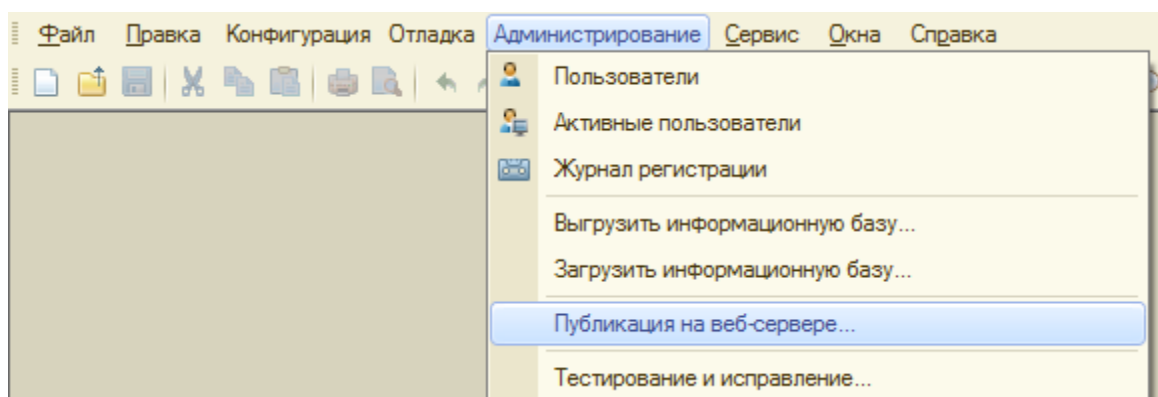 Файл Правка Конфигурация Отладка Администрирование Сервис Окна Справка
Пользователи
Активные пользователи
Журнал регистрации
Выгрузить информационную базу...
Загрузить информационную базу...
Публикация на веб-сервере...
Тестирование и исправление...